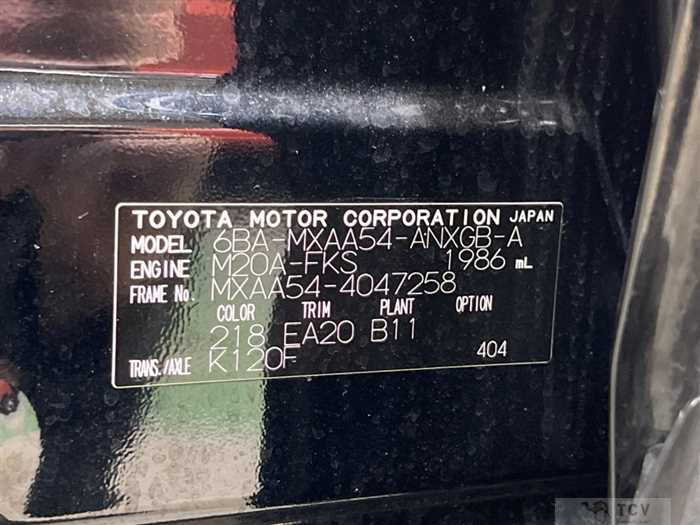 TOYOTA MOTOR CORPORATION JAPAN
MODEL 6BA-MXAA54-ANXGB-A
ENGINE M20A-FKS 1986 mL
FRAME No. MXAA54-4047258
COLOR TRIM PLANT OPTION
218 EA20 B11
TRANS./AXLE K120F 404
TCV